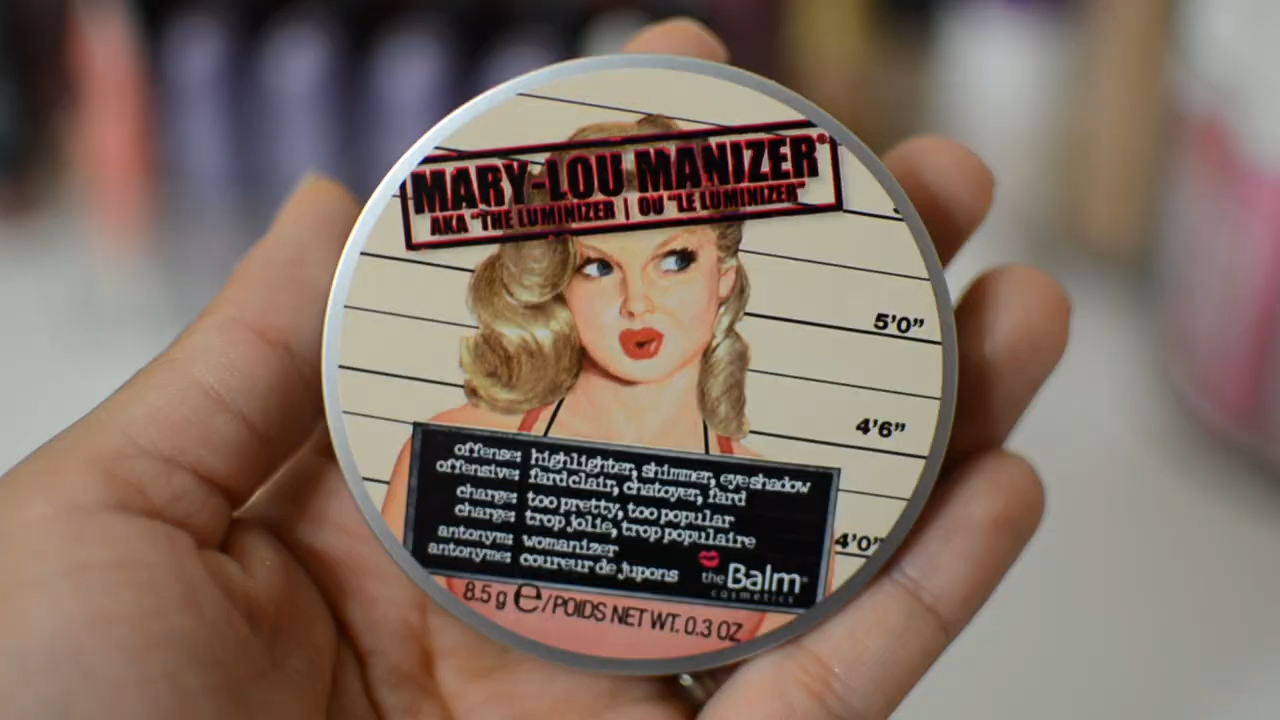 MARY-LOU MANIZER®
AKA "THE LUMINIZER | OU "LE LUMINIZER"
5'0"
4'6"
4'0"
offense: highlighter, shimmer, eyeshadow
offensive: fard clair, chatoyer, fard
charge: too pretty, too popular
charge: trop jolie, trop populaire
antonym: womanizer
antonyme: coureur de jupons
theBalm®
cosmetics
8.5 g e/POIDS NET WT. 0.3 OZ